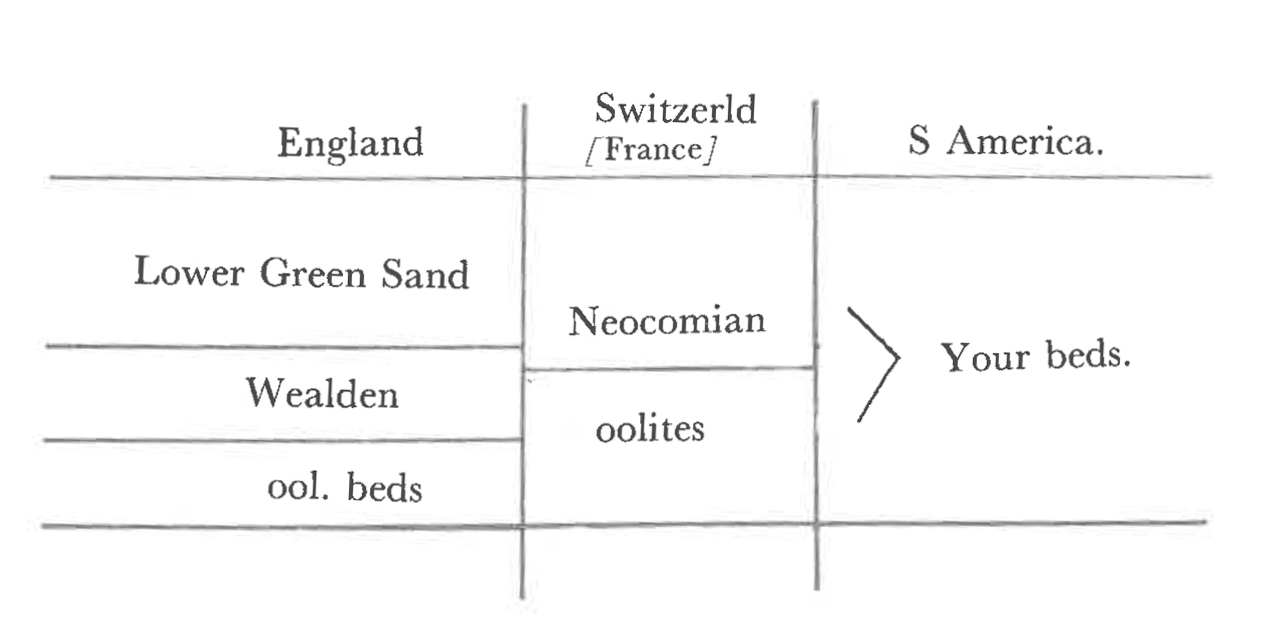 England
Switzerld
[France]
S America.
Lower Green Sand
Neocomian
Your beds.
Wealden
oolites
ool. beds